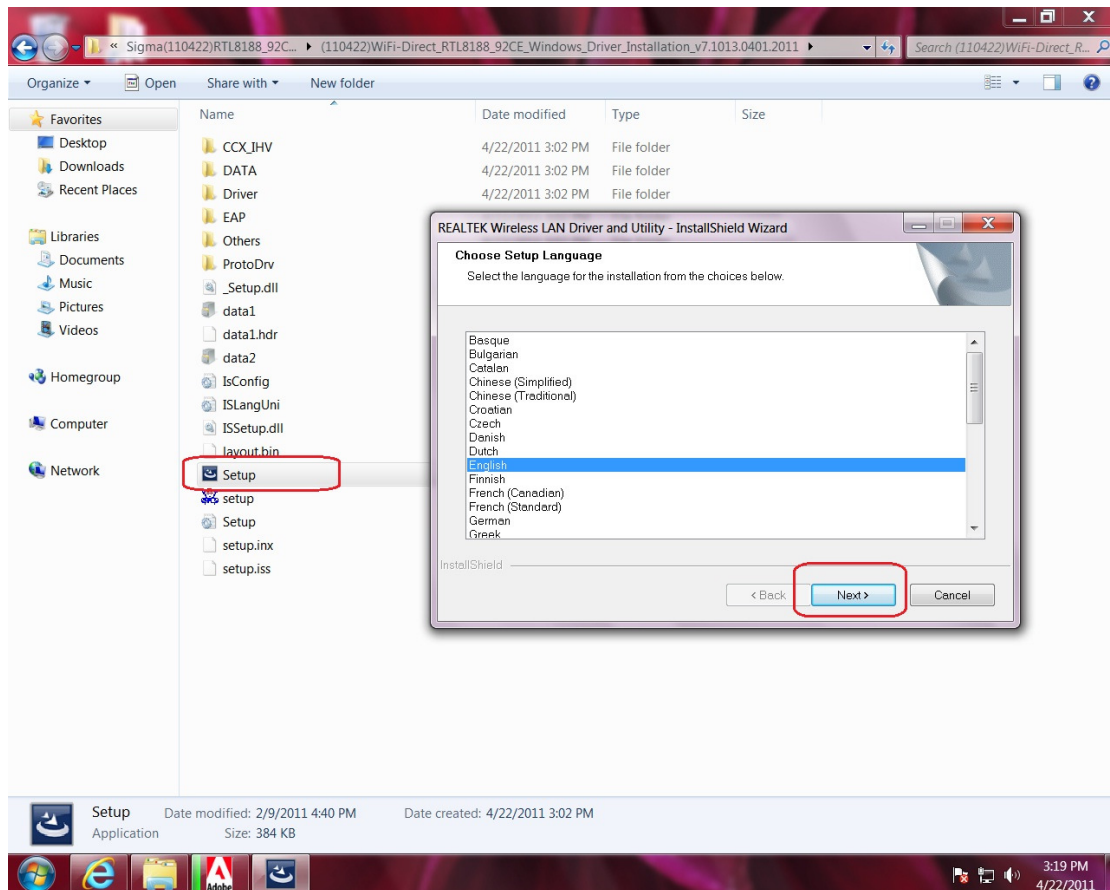 « Sigma(110422)RTL8188_92C... ▸ (110422)WiFi-Direct_RTL8188_92CE_Windows_Driver_Installation_v7.1013.0401.2011 ▸
Search (110422)WiFi-Direct_R...
Organize Open Share with New folder
Favorites
Desktop
Downloads
Recent Places
Libraries
Documents
Music
Pictures
Videos
Homegroup
Computer
Network
Name Date modified Type Size
CCX_IHV 4/22/2011 3:02 PM File folder
DATA 4/22/2011 3:02 PM File folder
Driver 4/22/2011 3:02 PM File folder
EAP
Others
ProtoDrv
_Setup.dll
data1
data1.hdr
data2
IsConfig
ISLangUni
ISSetup.dll
layout.bin
Setup
setup
Setup
setup.inx
setup.iss
REALTEK Wireless LAN Driver and Utility - InstallShield Wizard
Choose Setup Language
Select the language for the installation from the choices below.
Basque
Bulgarian
Catalan
Chinese (Simplified)
Chinese (Traditional)
Croatian
Czech
Danish
Dutch
English
Finnish
French (Canadian)
French (Standard)
German
Greek
InstallShield
< Back Next > Cancel
Setup Date modified: 2/9/2011 4:40 PM Date created: 4/22/2011 3:02 PM
Application Size: 384 KB
Adobe
3:19 PM
4/22/2011